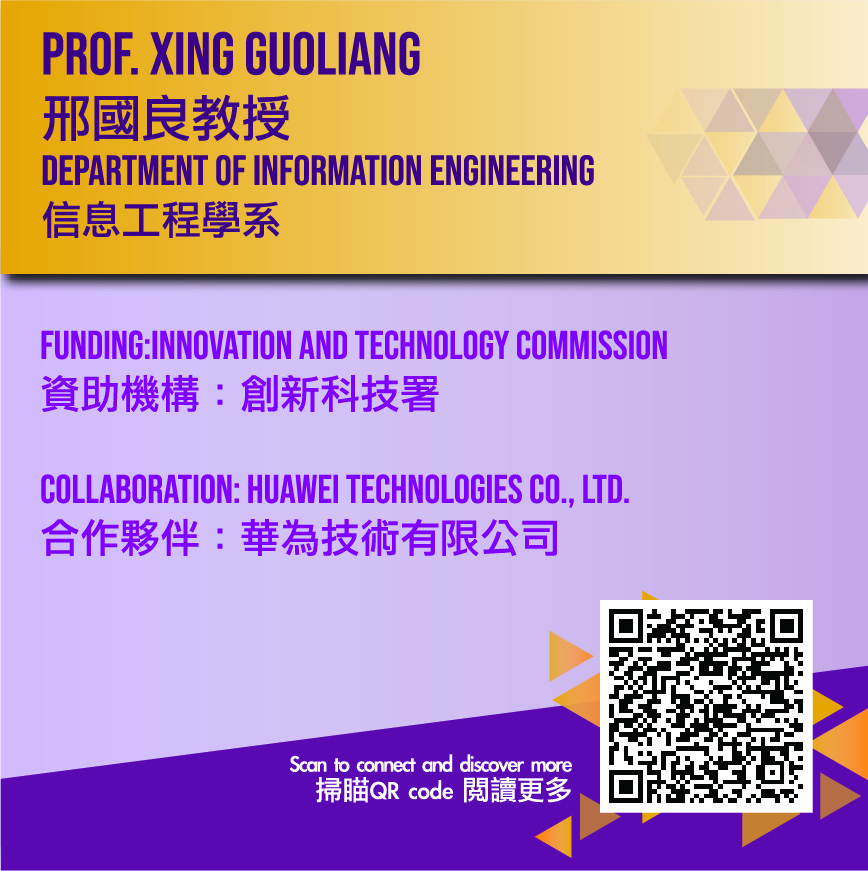 PROF. XING GUOLIANG
邢國良教授
DEPARTMENT OF INFORMATION ENGINEERING
信息工程學系
FUNDING:INNOVATION AND TECHNOLOGY COMMISSION
資助機構：創新科技署
COLLABORATION: HUAWEI TECHNOLOGIES CO., LTD.
合作夥伴：華為技術有限公司
Scan to connect and discover more
掃瞄QR code 閲讀更多